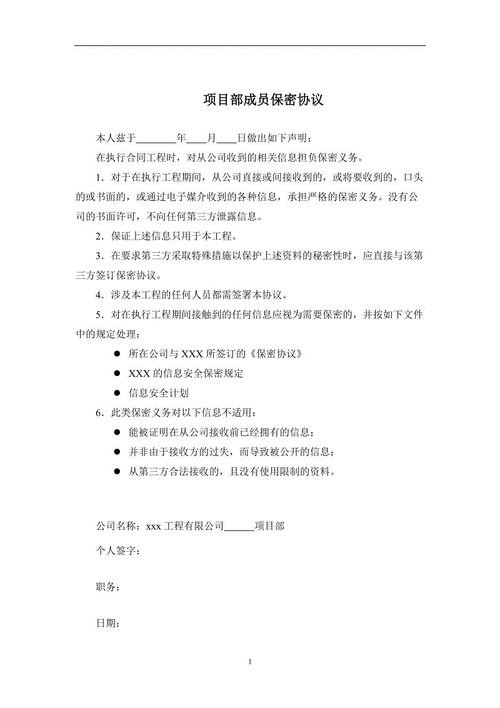 项目部成员保密协议
本人兹于________年____月____日做出如下声明：
在执行合同工程时，对从公司收到的相关信息担负保密义务。
1．对于在执行工程期间，从公司直接或间接收到的，或将要收到的，口头
的或书面的，或通过电子媒介收到的各种信息，承担严格的保密义务。没有公
司的书面许可，不向任何第三方泄露信息。
2．保证上述信息只用于本工程。
3．在要求第三方采取特殊措施以保护上述资料的秘密性时，应直接与该第
三方签订保密协议。
4．涉及本工程的任何人员都需签署本协议。
5．对在执行工程期间接触到的任何信息应视为需要保密的，并按如下文件
中的规定处理：
● 所在公司与 XXX 所签订的《保密协议》
● XXX 的信息安全保密规定
● 信息安全计划
6．此类保密义务对以下信息不适用：
● 能被证明在从公司接收前已经拥有的信息；
● 并非由于接收方的过失，而导致被公开的信息；
● 从第三方合法接收的，且没有使用限制的资料。
公司名称：xxx 工程有限公司______项目部
个人签字：
职务：
日期：
1